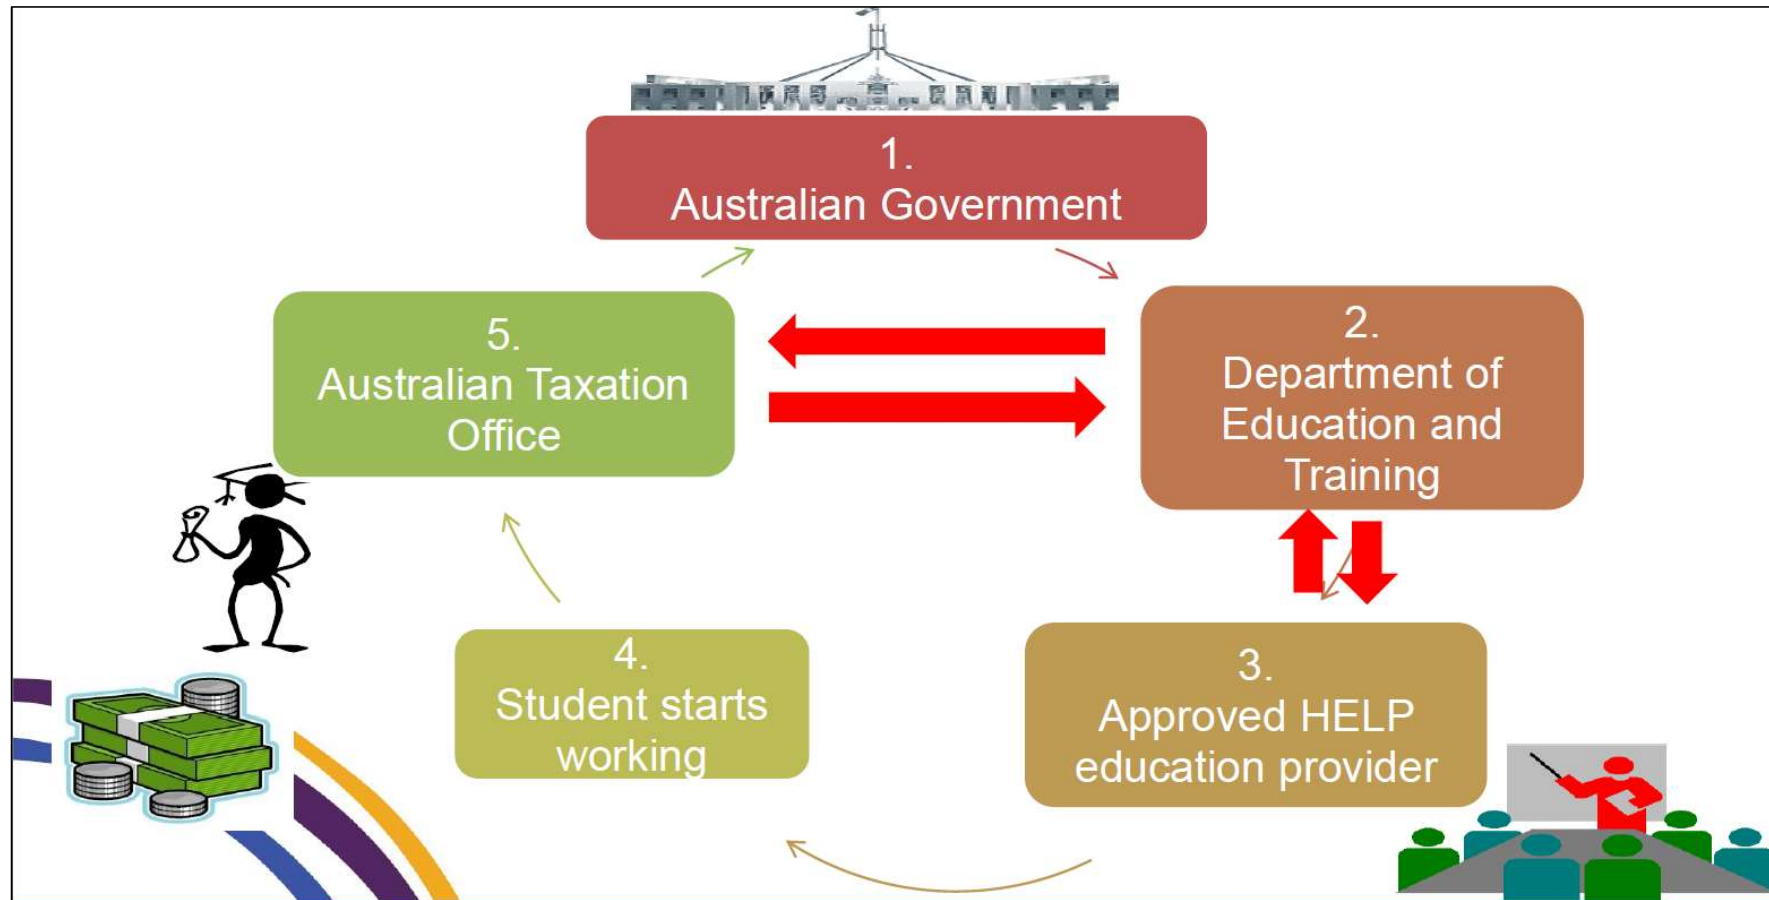 1.
Australian Government
2.
Department of
Education and
Training
3.
Approved HELP
education provider
4.
Student starts
working
5.
Australian Taxation
Office